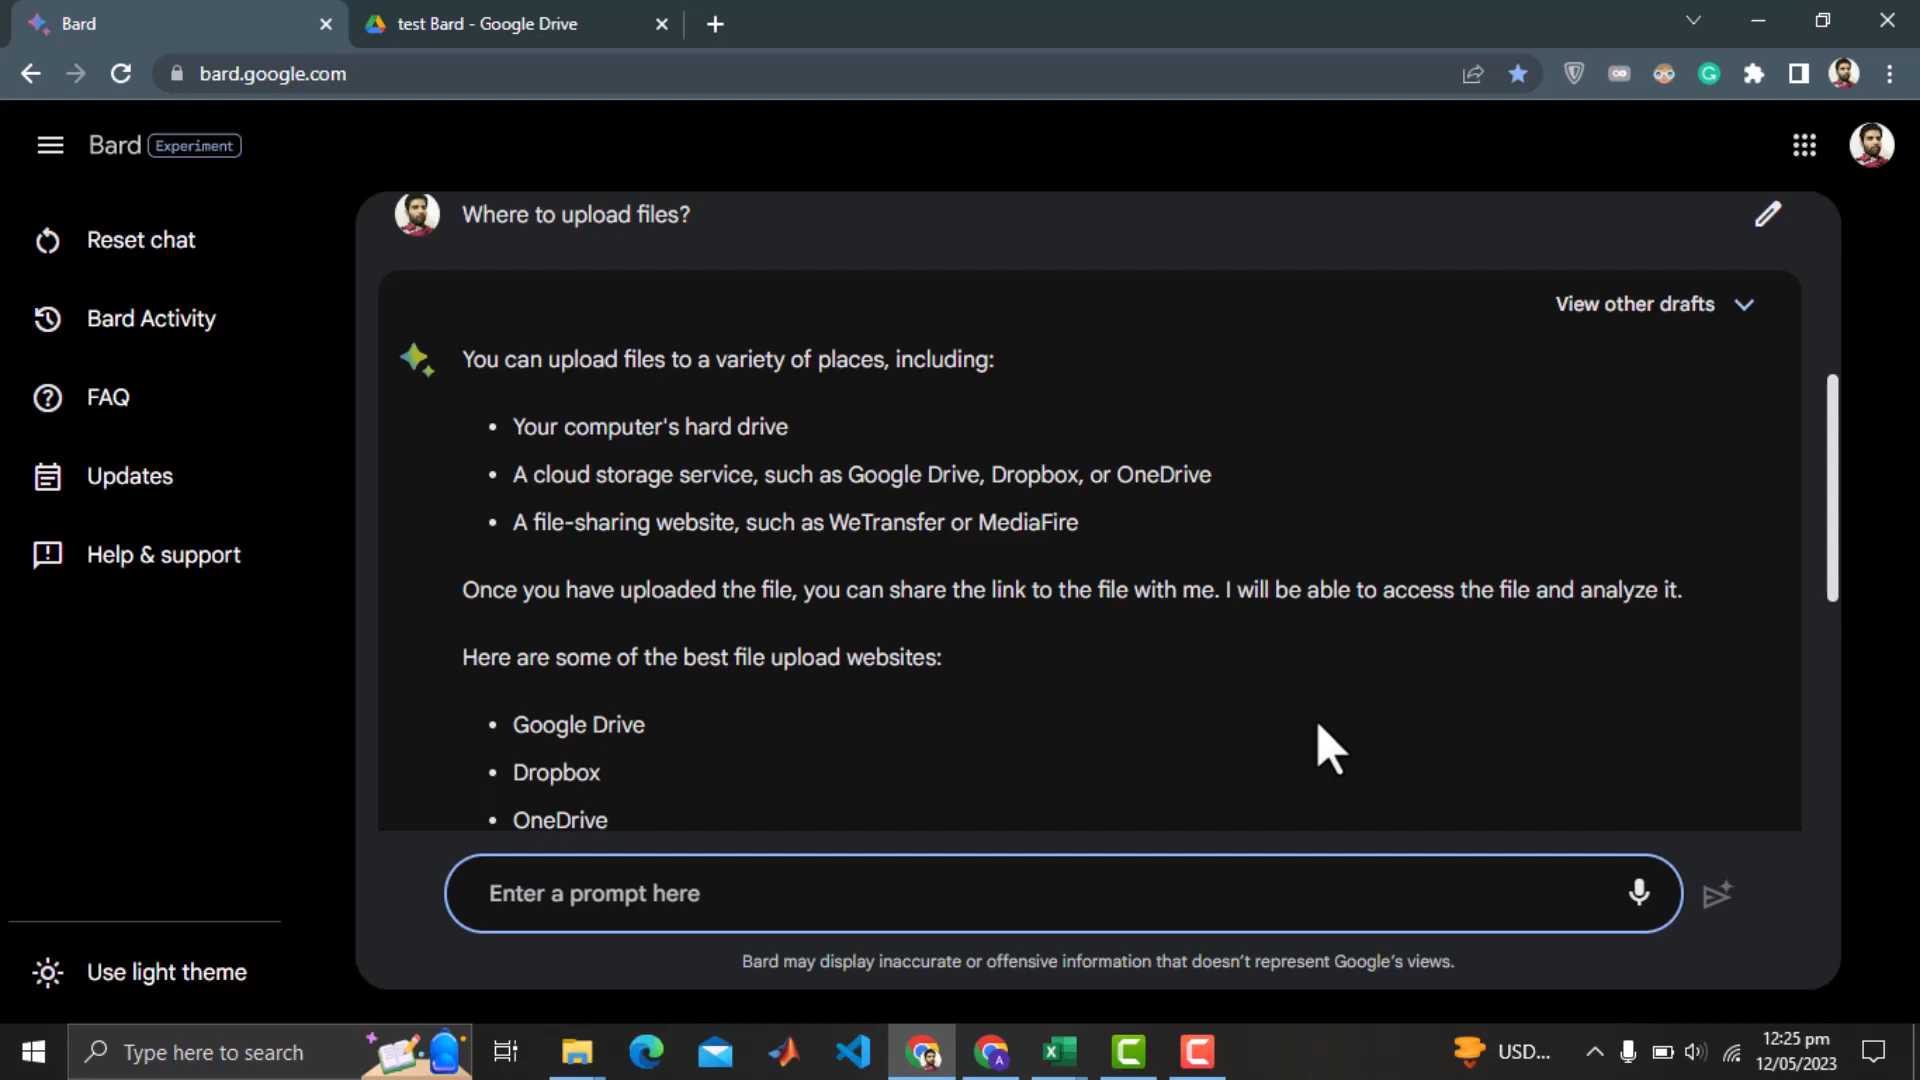 Bard
test Bard - Google Drive
bard.google.com
Bard Experiment
Reset chat
Bard Activity
FAQ
Updates
Help & support
Use light theme
Where to upload files?
View other drafts
You can upload files to a variety of places, including:
• Your computer's hard drive
• A cloud storage service, such as Google Drive, Dropbox, or OneDrive
• A file-sharing website, such as WeTransfer or MediaFire
Once you have uploaded the file, you can share the link to the file with me. I will be able to access the file and analyze it.
Here are some of the best file upload websites:
• Google Drive
• Dropbox
• OneDrive
Enter a prompt here
Bard may display inaccurate or offensive information that doesn't represent Google's views.
Type here to search
USD...
12:25 pm
12/05/2023